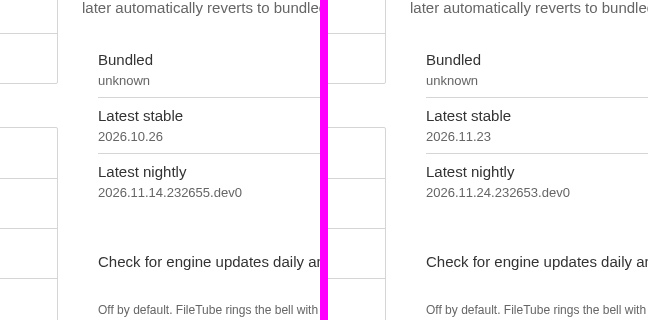 later automatically reverts to bundle
Bundled
unknown
Latest stable
2026.10.26
Latest nightly
2026.11.14.232655.dev0
Check for engine updates daily
Off by default. FileTube rings the bell with
later automatically reverts to bundle
Bundled
unknown
Latest stable
2026.11.23
Latest nightly
2026.11.24.232653.dev0
Check for engine updates daily
Off by default. FileTube rings the bell with